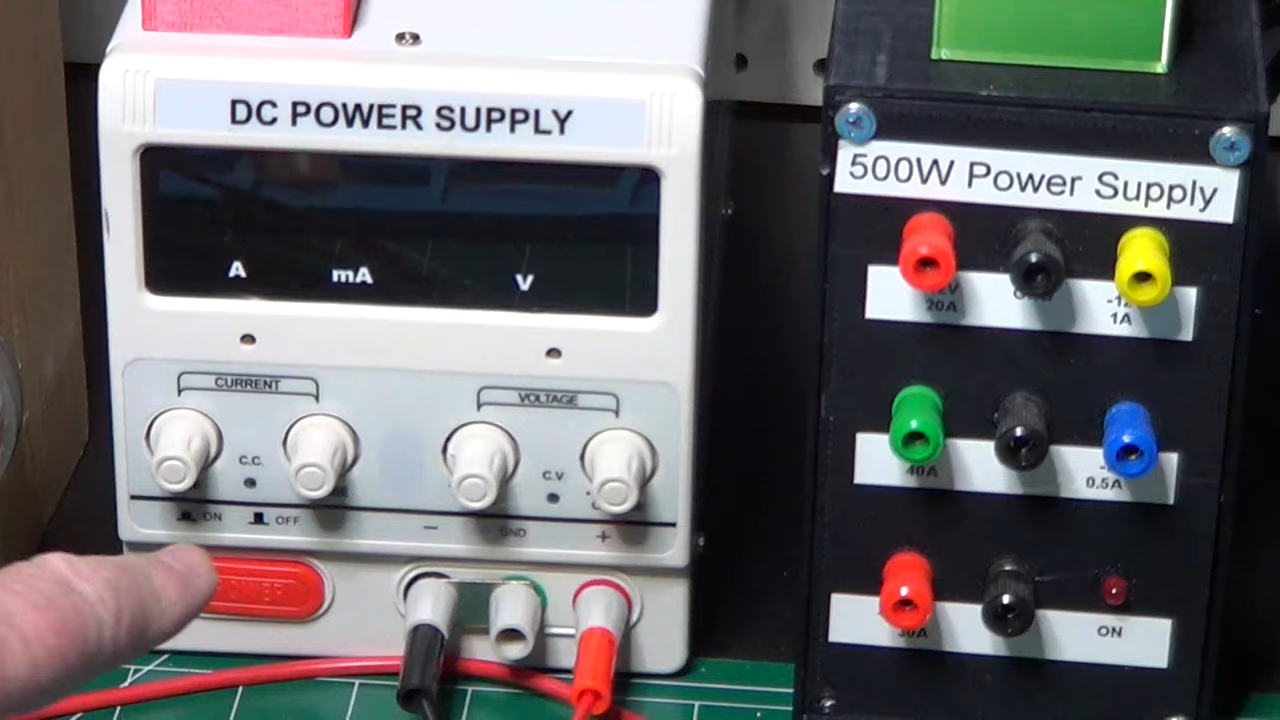 DC POWER SUPPLY
A mA V
CURRENT
VOLTAGE
C.C.
C.V
ON OFF
− GND +
500W Power Supply
20A
1A
40A
0.5A
30A
ON